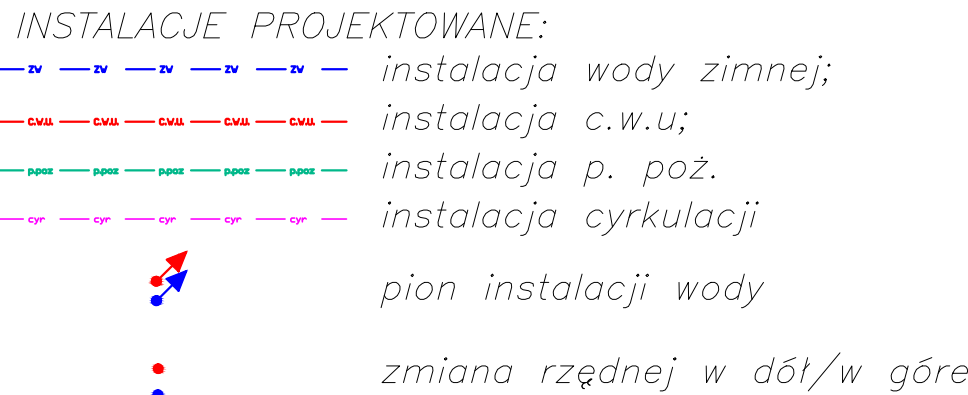 INSTALACJE PROJEKTOWANE:
zw zw zw zw zw instalacja wody zimnej;
c.w.u. c.w.u. c.w.u. c.w.u. c.w.u. instalacja c.w.u;
p.poz p.poz p.poz p.poz p.poz instalacja p. poż.
cyr cyr cyr cyr cyr instalacja cyrkulacji
pion instalacji wody
zmiana rzędnej w dół/w góre